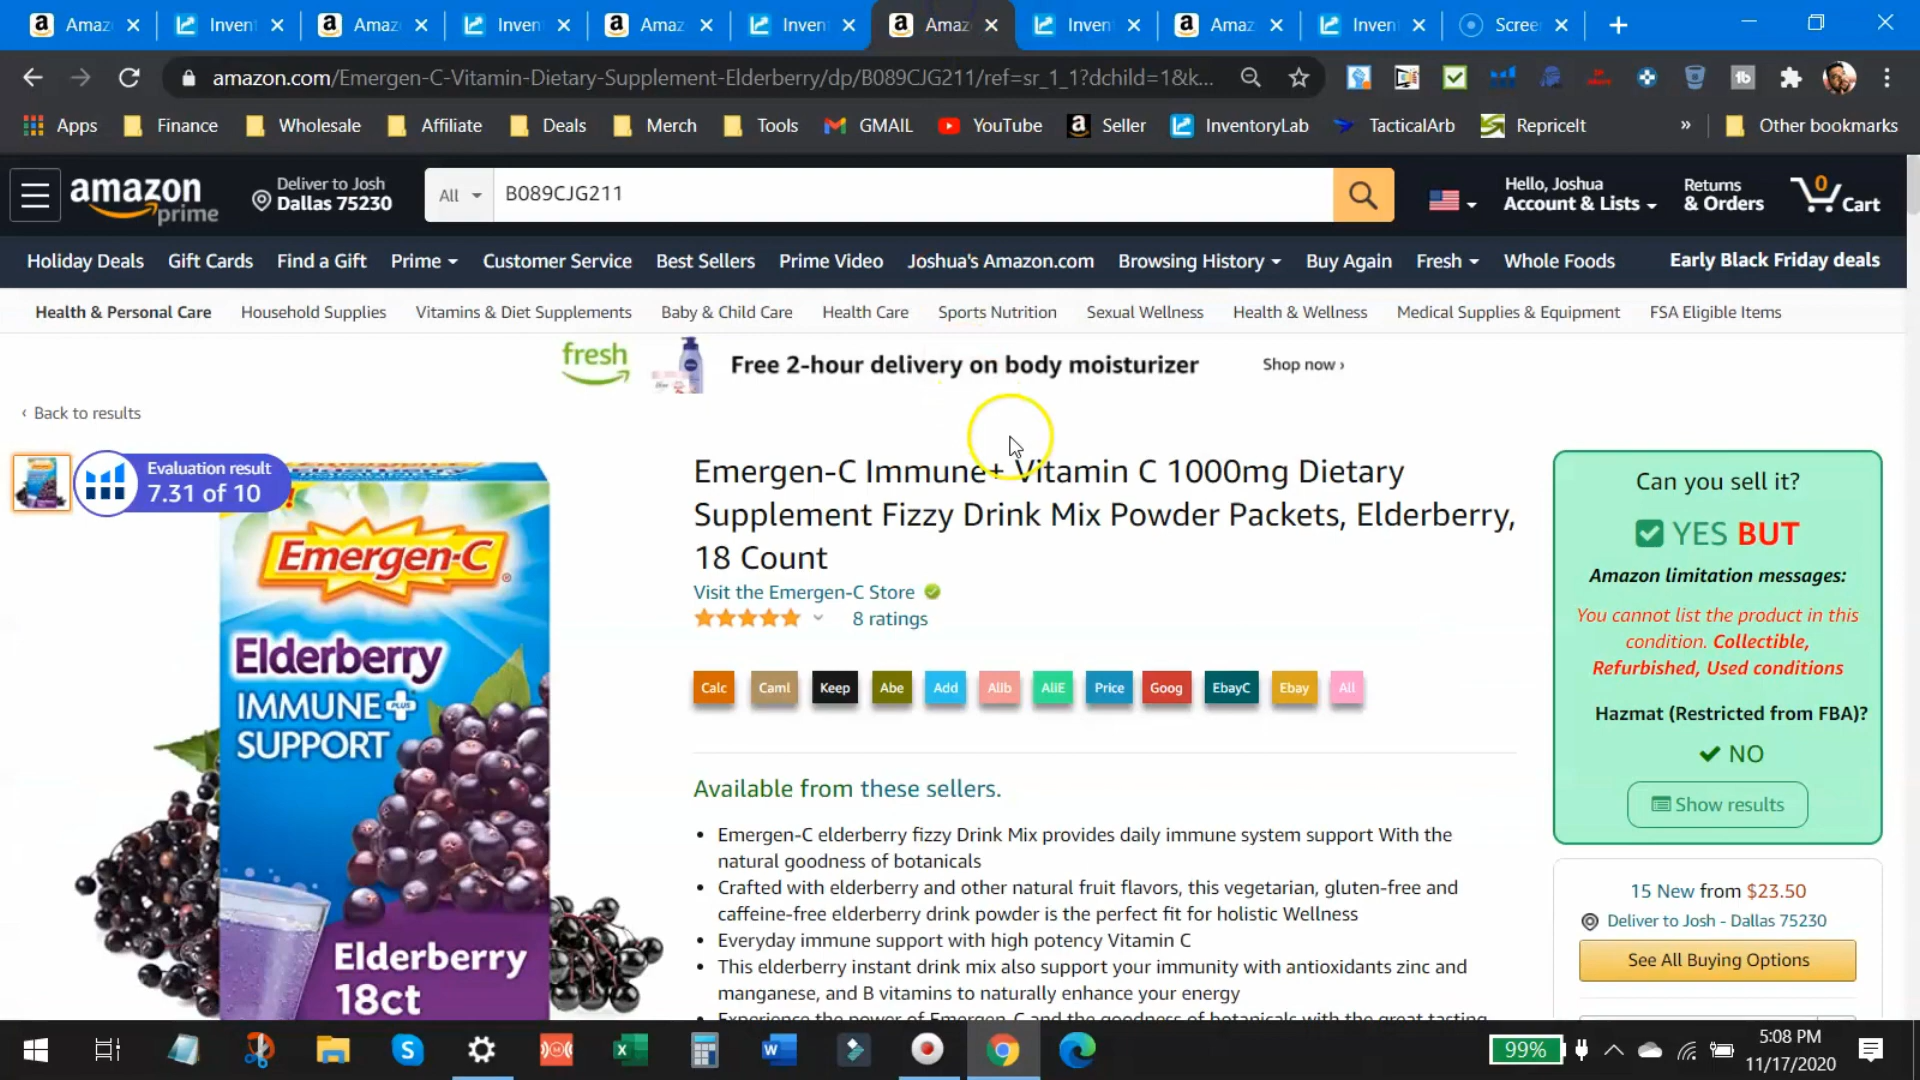 Amaz
Inven
Amaz
Inven
Amaz
Inven
Amaz
Inven
Amaz
Inven
Scree
amazon.com/Emergen-C-Vitamin-Dietary-Supplement-Elderberry/dp/B089CJG211/ref=sr_1_1?dchild=1&k...
Apps Finance Wholesale Affiliate Deals Merch Tools GMAIL YouTube Seller InventoryLab TacticalArb RepriceIt » Other bookmarks
amazon prime
Deliver to Josh
Dallas 75230
All
B089CJG211
Hello, Joshua
Account & Lists
Returns
& Orders
0
Cart
Holiday Deals Gift Cards Find a Gift Prime Customer Service Best Sellers Prime Video Joshua's Amazon.com Browsing History Buy Again Fresh Whole Foods Early Black Friday deals
Health & Personal Care Household Supplies Vitamins & Diet Supplements Baby & Child Care Health Care Sports Nutrition Sexual Wellness Health & Wellness Medical Supplies & Equipment FSA Eligible Items
fresh
Free 2-hour delivery on body moisturizer
Shop now ›
‹ Back to results
Evaluation result
7.31 of 10
Emergen-C®
Elderberry
IMMUNE+ PLUS
SUPPORT
Elderberry
18ct
Emergen-C Immune+ Vitamin C 1000mg Dietary
Supplement Fizzy Drink Mix Powder Packets, Elderberry,
18 Count
Visit the Emergen-C Store
8 ratings
Calc Caml Keep Abe Add Alib AliE Price Goog EbayC Ebay All
Available from these sellers.
• Emergen-C elderberry fizzy Drink Mix provides daily immune system support With the
natural goodness of botanicals
• Crafted with elderberry and other natural fruit flavors, this vegetarian, gluten-free and
caffeine-free elderberry drink powder is the perfect fit for holistic Wellness
• Everyday immune support with high potency Vitamin C
• This elderberry instant drink mix also support your immunity with antioxidants zinc and
manganese, and B vitamins to naturally enhance your energy
• Experience the power of Emergen-C and the goodness of botanicals with the great tasting
Can you sell it?
YES BUT
Amazon limitation messages:
You cannot list the product in this
condition. Collectible,
Refurbished, Used conditions
Hazmat (Restricted from FBA)?
NO
Show results
15 New from $23.50
Deliver to Josh - Dallas 75230
See All Buying Options
99%
5:08 PM
11/17/2020